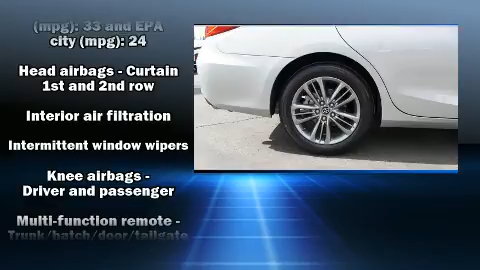 (mpg): 33 and EPA
city (mpg): 24
Head airbags - Curtain
1st and 2nd row
Interior air filtration
Intermittent window wipers
Knee airbags -
Driver and passenger
Multi-function remote -
Trunk/hatch/door/tailgate